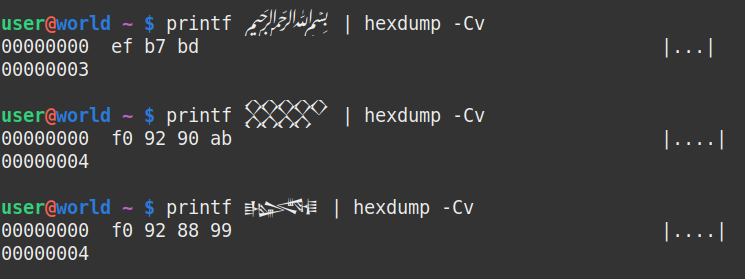 user@world ~ $ printf ﷽ | hexdump -Cv
00000000 ef b7 bd |...|
00000003
user@world ~ $ printf 𒐫 | hexdump -Cv
00000000 f0 92 90 ab |....|
00000004
user@world ~ $ printf 𒈙 | hexdump -Cv
00000000 f0 92 88 99 |....|
00000004